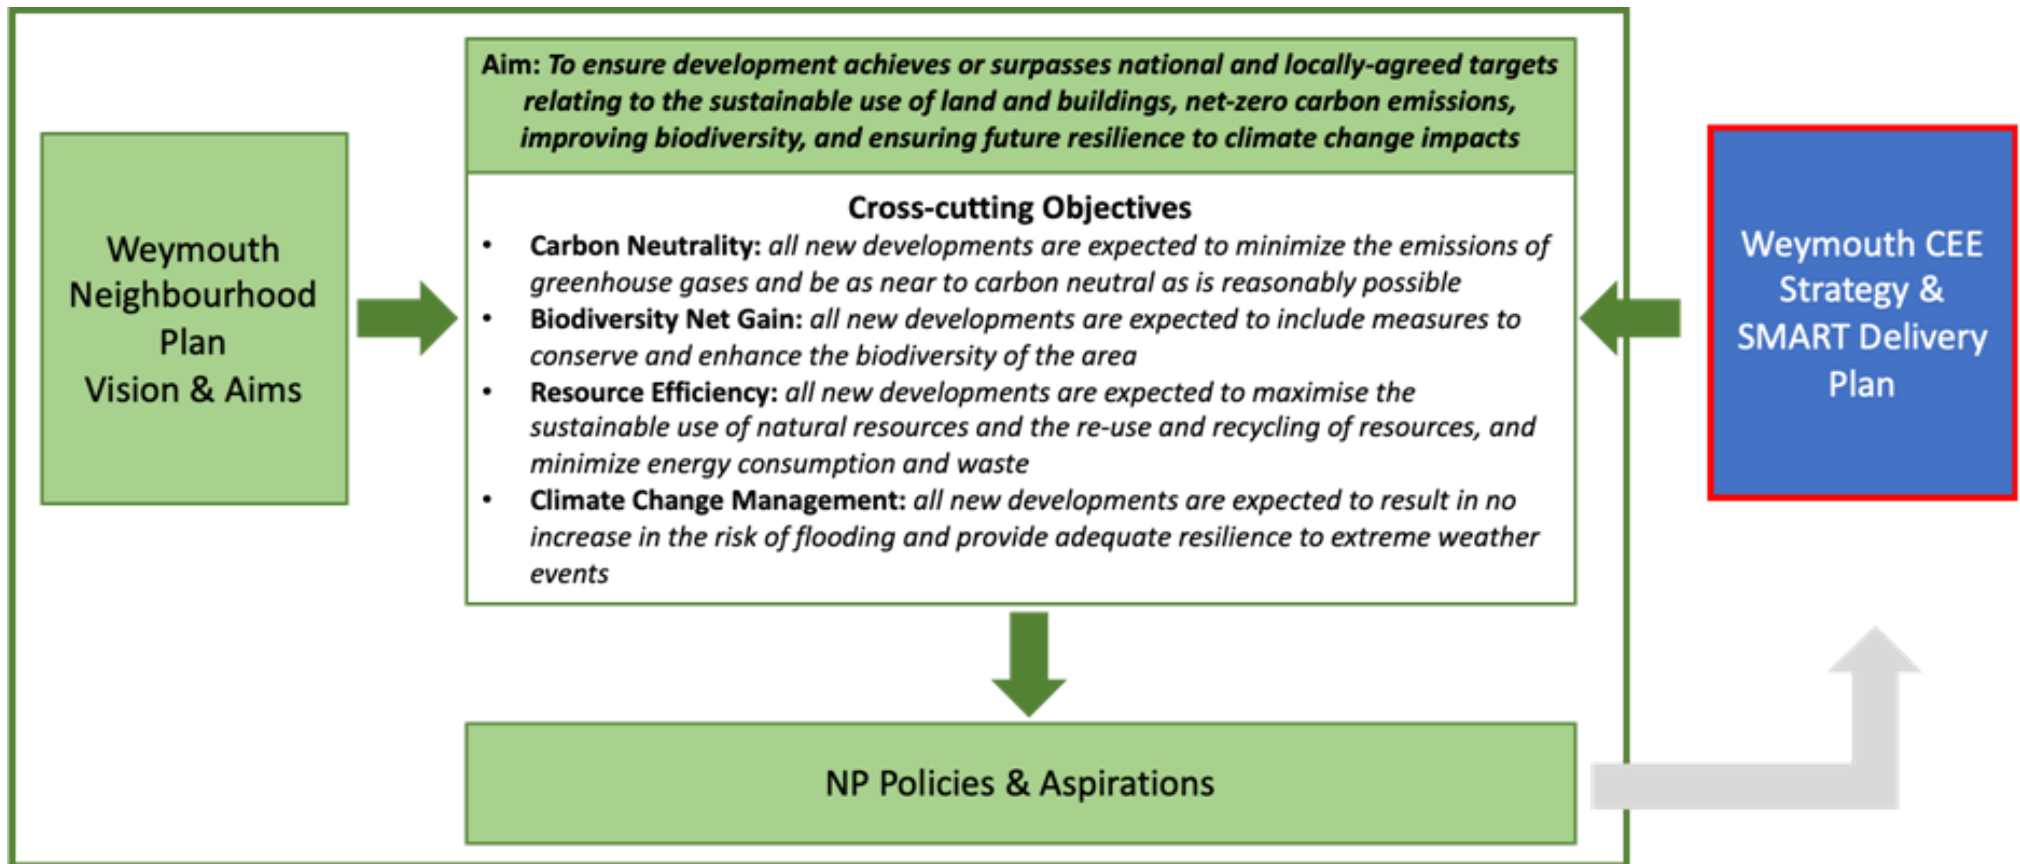 Aim: To ensure development achieves or surpasses national and locally-agreed targets
relating to the sustainable use of land and buildings, net-zero carbon emissions,
improving biodiversity, and ensuring future resilience to climate change impacts
Weymouth
Neighbourhood
Plan
Vision & Aims
Cross-cutting Objectives
• Carbon Neutrality: all new developments are expected to minimize the emissions of
greenhouse gases and be as near to carbon neutral as is reasonably possible
• Biodiversity Net Gain: all new developments are expected to include measures to
conserve and enhance the biodiversity of the area
• Resource Efficiency: all new developments are expected to maximise the
sustainable use of natural resources and the re-use and recycling of resources, and
minimize energy consumption and waste
• Climate Change Management: all new developments are expected to result in no
increase in the risk of flooding and provide adequate resilience to extreme weather
events
Weymouth CEE
Strategy &
SMART Delivery
Plan
NP Policies & Aspirations